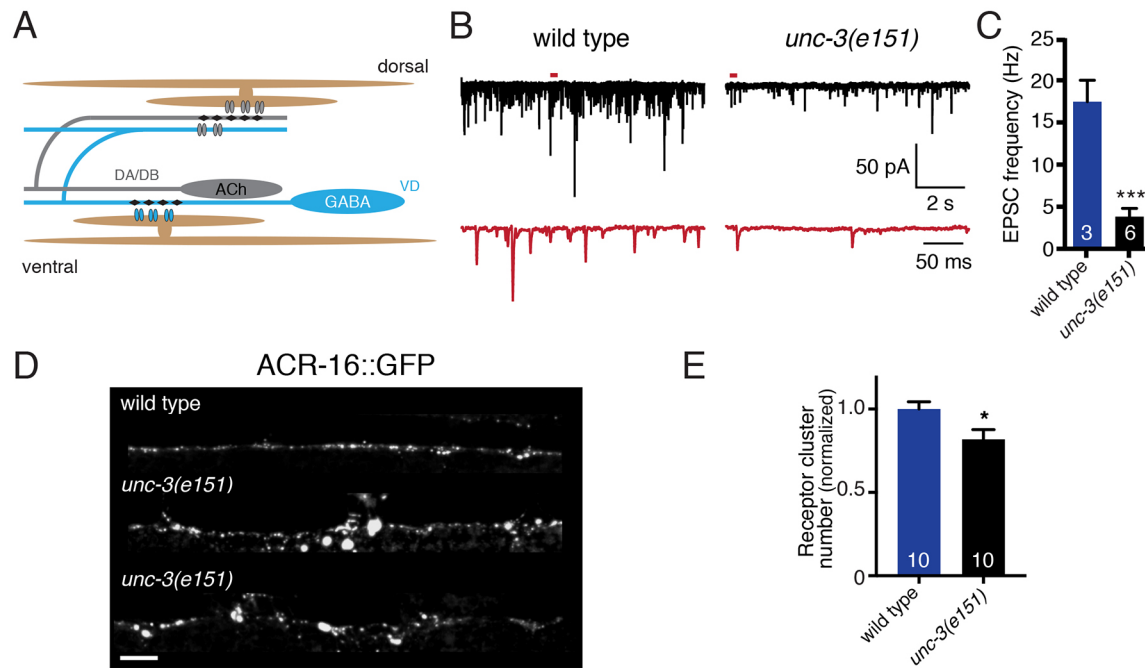 A
dorsal
DA/DB
ACh
GABA
VD
ventral
B
wild type
unc-3(e151)
50 pA
2 s
50 ms
C
EPSC frequency (Hz)
25
20
15
10
5
0
***
3
6
wild type
unc-3(e151)
D
ACR-16::GFP
wild type
unc-3(e151)
unc-3(e151)
E
Receptor cluster
number (normalized)
1.0
0.5
0
*
10
10
wild type
unc-3(e151)